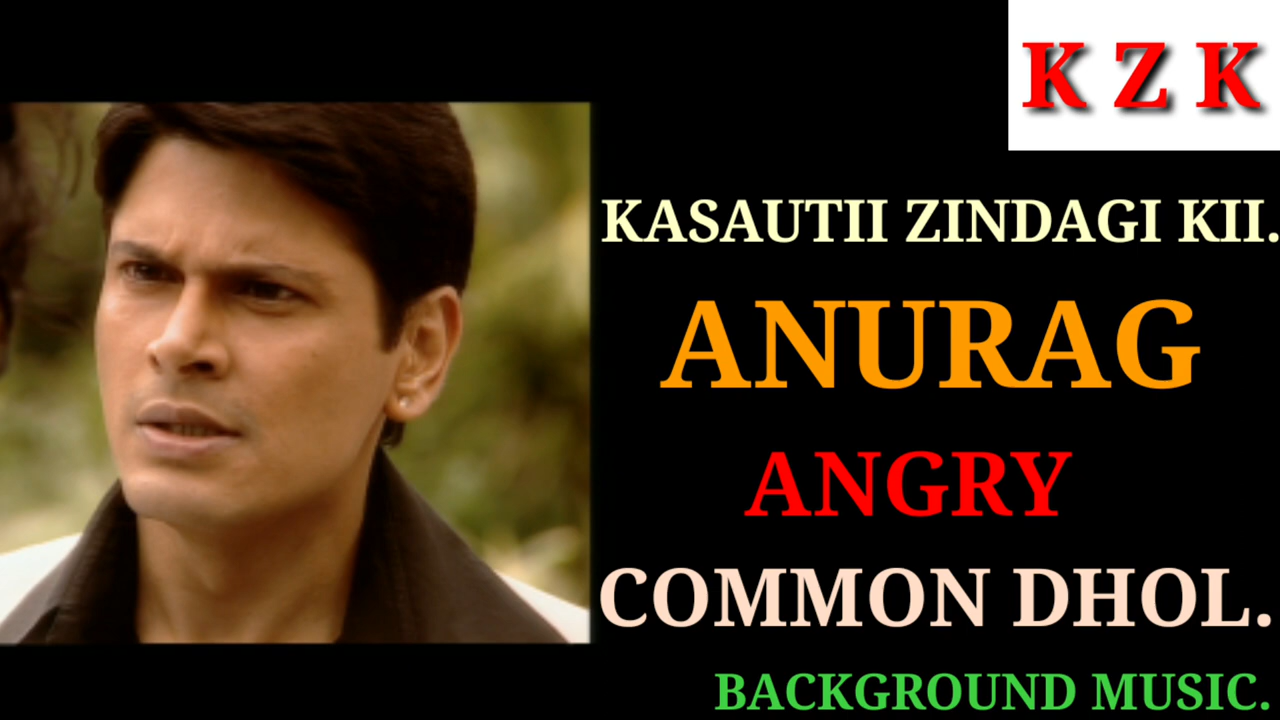 K Z K
KASAUTII ZINDAGI KII.
ANURAG
ANGRY
COMMON DHOL.
BACKGROUND MUSIC.